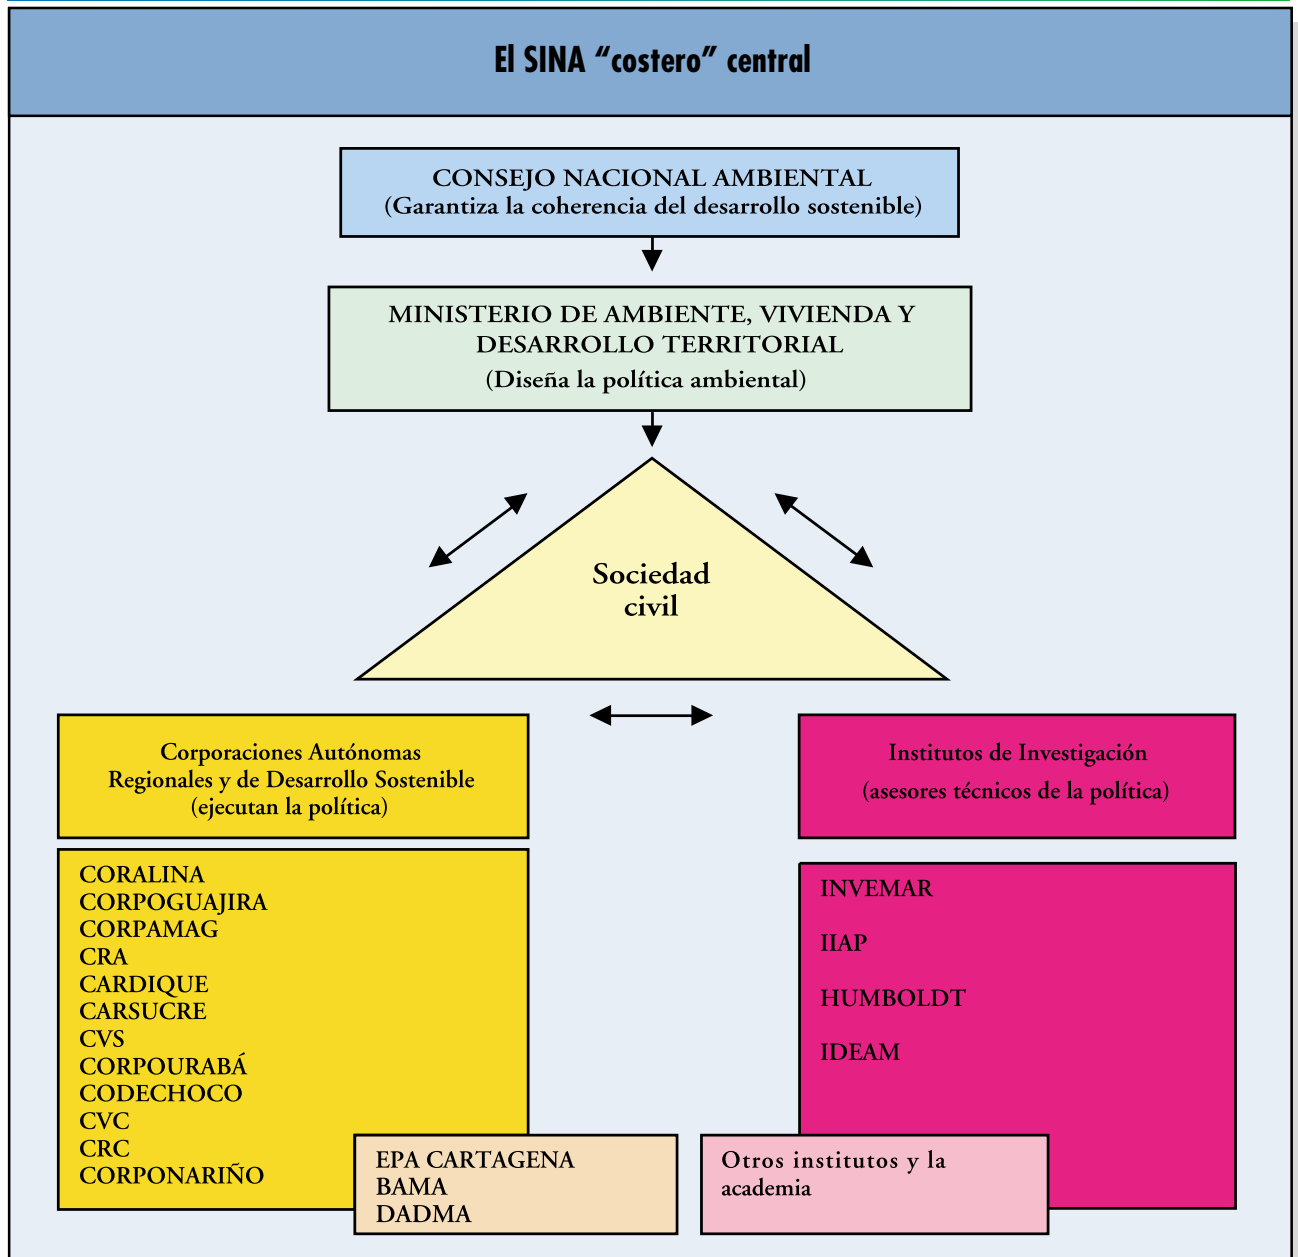 El SINA “costero” central
CONSEJO NACIONAL AMBIENTAL
(Garantiza la coherencia del desarrollo sostenible)
MINISTERIO DE AMBIENTE, VIVIENDA Y
DESARROLLO TERRITORIAL
(Diseña la política ambiental)
Sociedad
civil
Corporaciones Autónomas
Regionales y de Desarrollo Sostenible
(ejecutan la política)
CORALINA
CORPOGUAJIRA
CORPAMAG
CRA
CARDIQUE
CARSUCRE
CVS
CORPOURABÁ
CODECHOCO
CVC
CRC
CORPONARIÑO
EPA CARTAGENA
BAMA
DADMA
Institutos de Investigación
(asesores técnicos de la política)
INVEMAR
IIAP
HUMBOLDT
IDEAM
Otros institutos y la
academia